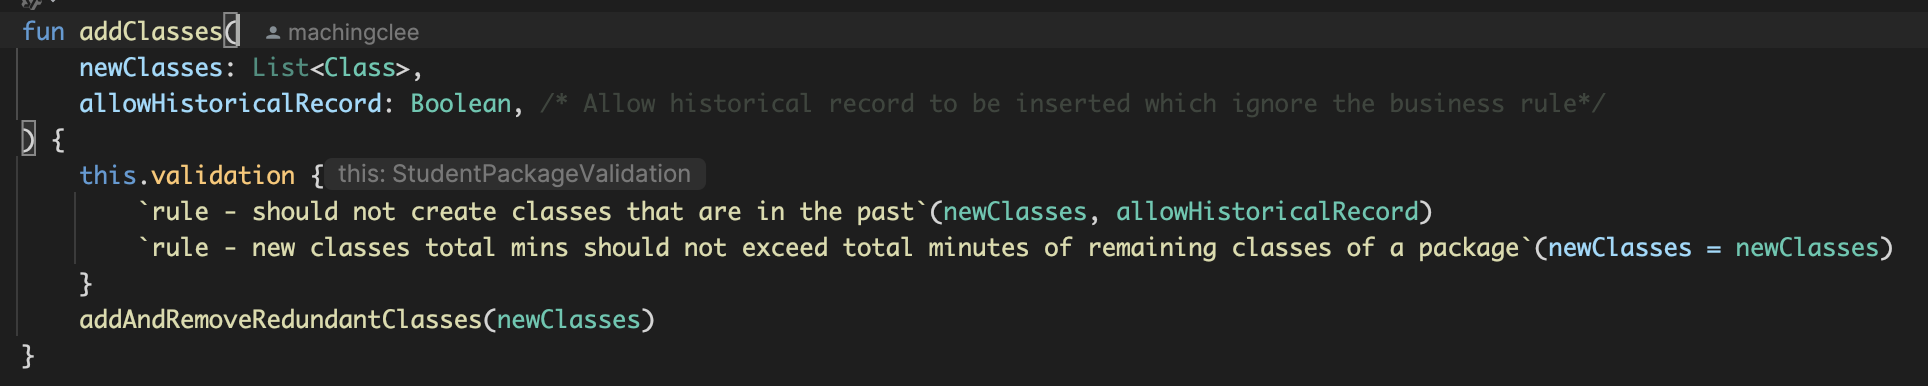 fun addClasses( machingclee
newClasses: List<Class>,
allowHistoricalRecord: Boolean, /* Allow historical record to be inserted which ignore the business rule*/
) {
this.validation { this: StudentPackageValidation
`rule - should not create classes that are in the past`(newClasses, allowHistoricalRecord)
`rule - new classes total mins should not exceed total minutes of remaining classes of a package`(newClasses = newClasses)
}
addAndRemoveRedundantClasses(newClasses)
}